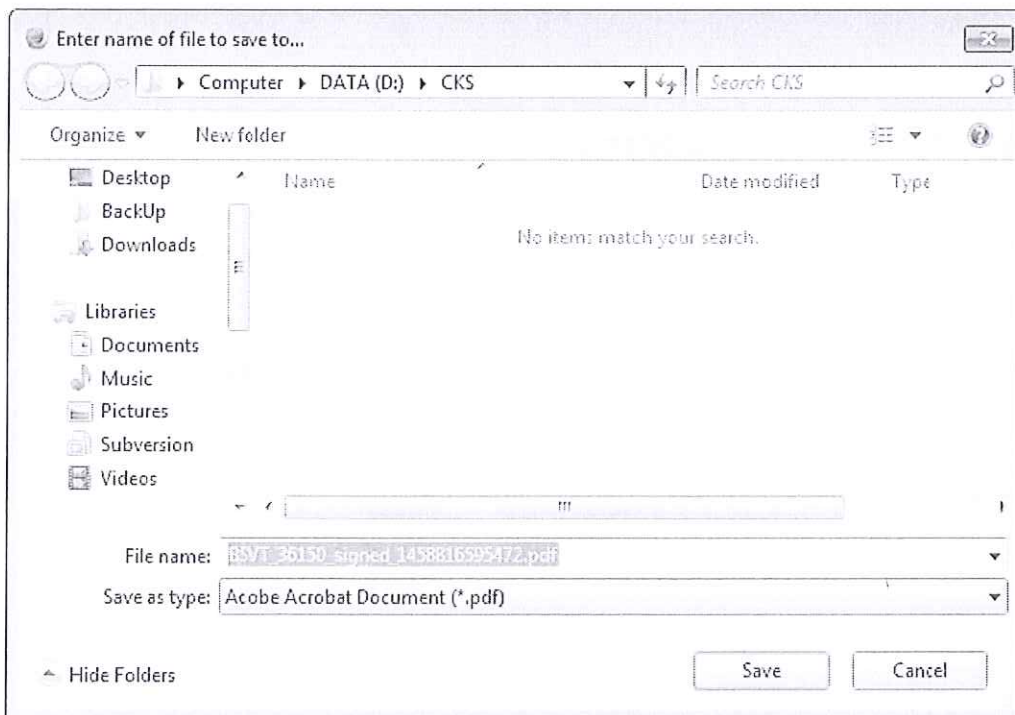 Enter name of file to save to...
Computer ▸ DATA (D:) ▸ CKS
Search CKS
Organize
New folder
Name
Date modified
Type
Desktop
BackUp
Downloads
No items match your search.
Libraries
Documents
Music
Pictures
Subversion
Videos
File name: BSVT_36150_signed_1458816595472.pdf
Save as type: Acobe Acrobat Document (*.pdf)
Hide Folders
Save
Cancel